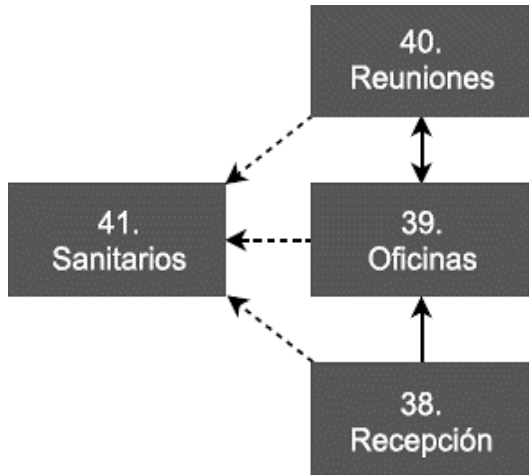 40.
Reuniones
41.
Sanitarios
39.
Oficinas
38.
Recepción